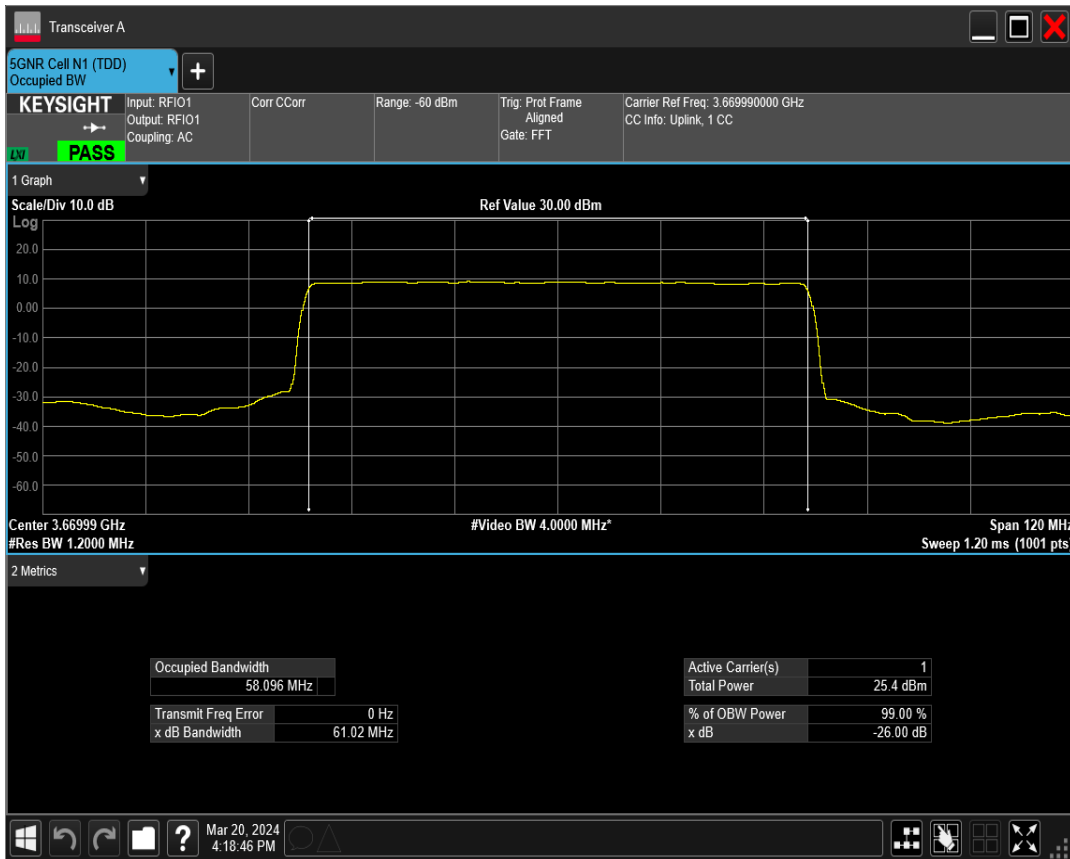 Transceiver A
5GNR Cell N1 (TDD)
Occupied BW
+
KEYSIGHT
Input: RFIO1
Output: RFIO1
Coupling: AC
Corr CCorr
Range: -60 dBm
Trig: Prot Frame
Aligned
Gate: FFT
Carrier Ref Freq: 3.669990000 GHz
CC Info: Uplink, 1 CC
LXI
PASS
1 Graph
Scale/Div 10.0 dB
Ref Value 30.00 dBm
Log
20.0
10.0
0.00
-10.0
-20.0
-30.0
-40.0
-50.0
-60.0
Center 3.66999 GHz
#Video BW 4.0000 MHz*
Span 120 MHz
#Res BW 1.2000 MHz
Sweep 1.20 ms (1001 pts)
2 Metrics
Occupied Bandwidth
58.096 MHz
Transmit Freq Error 0 Hz
x dB Bandwidth 61.02 MHz
Active Carrier(s) 1
Total Power 25.4 dBm
% of OBW Power 99.00 %
x dB -26.00 dB
?
Mar 20, 2024
4:18:46 PM